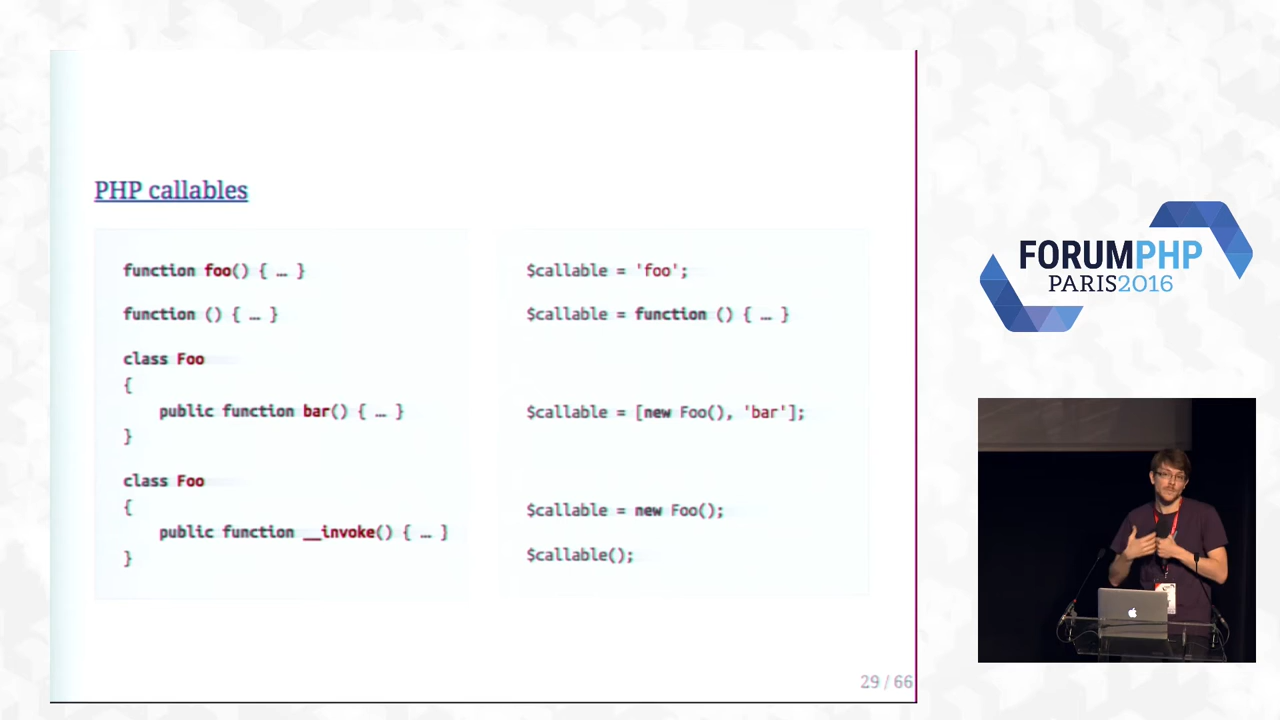 PHP callables
function foo() { … }
function () { … }
class Foo
{
public function bar() { … }
}
class Foo
{
public function __invoke() { … }
}
$callable = 'foo';
$callable = function () { … }
$callable = [new Foo(), 'bar'];
$callable = new Foo();
$callable();
29 / 66
FORUMPHP
PARIS2016